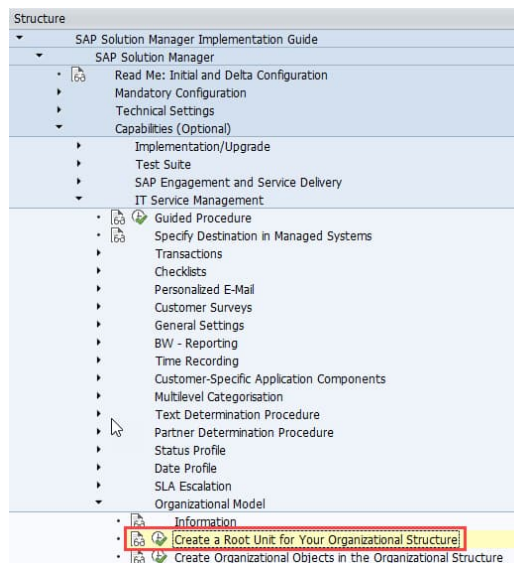 Structure
SAP Solution Manager Implementation Guide
SAP Solution Manager
Read Me: Initial and Delta Configuration
Mandatory Configuration
Technical Settings
Capabilities (Optional)
Implementation/Upgrade
Test Suite
SAP Engagement and Service Delivery
IT Service Management
Guided Procedure
Specify Destination in Managed Systems
Transactions
Checklists
Personalized E-Mail
Customer Surveys
General Settings
BW - Reporting
Time Recording
Customer-Specific Application Components
Multilevel Categorisation
Text Determination Procedure
Partner Determination Procedure
Status Profile
Date Profile
SLA Escalation
Organizational Model
Information
Create a Root Unit for Your Organizational Structure
Create Organizational Objects in the Organizational Structure